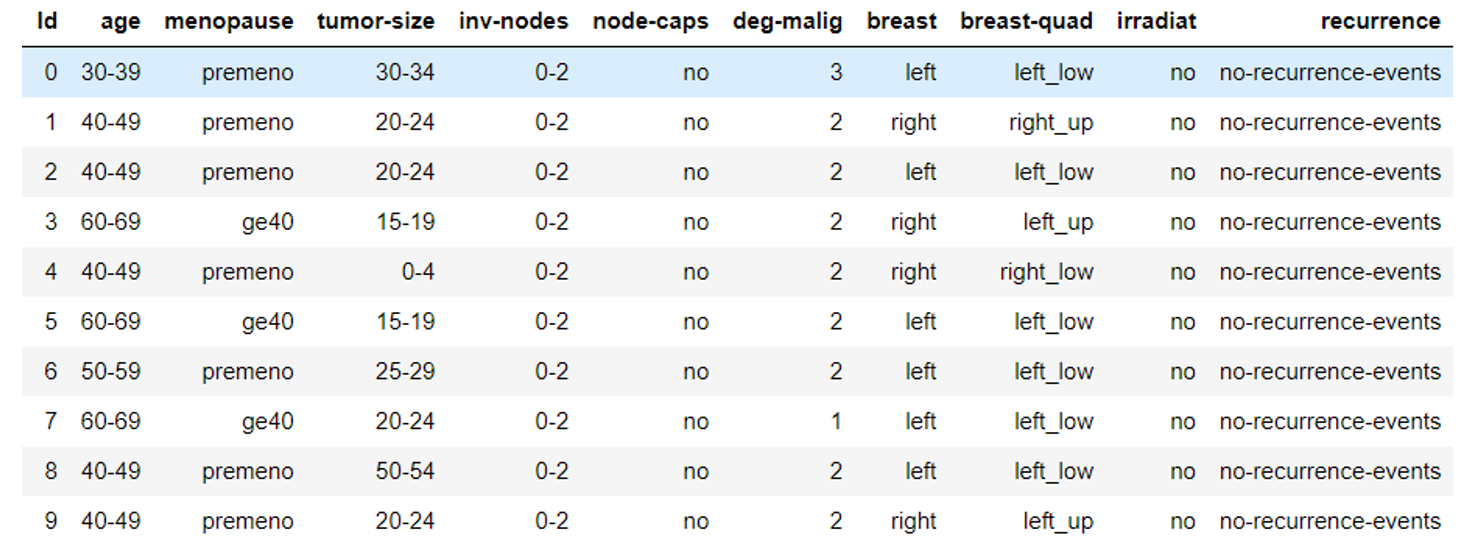 Id age menopause tumor-size inv-nodes node-caps deg-malig breast breast-quad irradiat recurrence
0 30-39 premeno 30-34 0-2 no 3 left left_low no no-recurrence-events
1 40-49 premeno 20-24 0-2 no 2 right right_up no no-recurrence-events
2 40-49 premeno 20-24 0-2 no 2 left left_low no no-recurrence-events
3 60-69 ge40 15-19 0-2 no 2 right left_up no no-recurrence-events
4 40-49 premeno 0-4 0-2 no 2 right right_low no no-recurrence-events
5 60-69 ge40 15-19 0-2 no 2 left left_low no no-recurrence-events
6 50-59 premeno 25-29 0-2 no 2 left left_low no no-recurrence-events
7 60-69 ge40 20-24 0-2 no 1 left left_low no no-recurrence-events
8 40-49 premeno 50-54 0-2 no 2 left left_low no no-recurrence-events
9 40-49 premeno 20-24 0-2 no 2 right left_up no no-recurrence-events